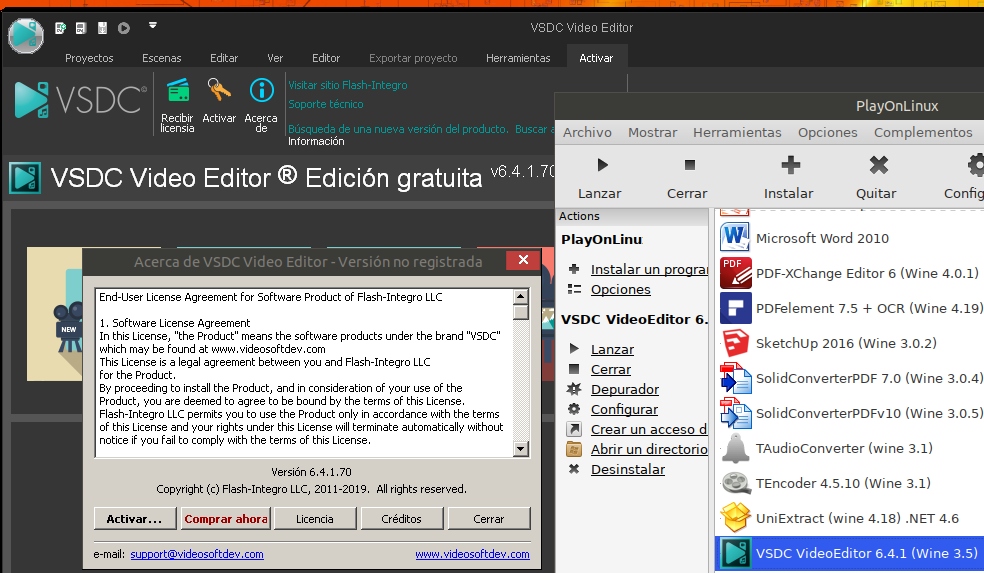 VSDC Video Editor
Proyectos Escenas Editar Ver Editor Exportar proyecto Herramientas Activar
VSDC©
Recibir licencia
Activar
Acerca de
Visitar sitio Flash-Integro
Soporte técnico
Búsqueda de una nueva versión del producto. Buscar a
Información
VSDC Video Editor ® Edición gratuita v6.4.1.70
NEW
Acerca de VSDC Video Editor - Versión no registrada
End-User License Agreement for Software Product of Flash-Integro LLC
1. Software License Agreement
In this License, "the Product" means the software products under the brand "VSDC"
which may be found at www.videosoftdev.com
This License is a legal agreement between you and Flash-Integro LLC
for the Product.
By proceeding to install the Product, and in consideration of your use of the
Product, you are deemed to agree to be bound by the terms of this License.
Flash-Integro LLC permits you to use the Product only in accordance with the terms
of this License and your rights under this License will terminate automatically without
notice if you fail to comply with the terms of this License.
Versión 6.4.1.70
Copyright (c) Flash-Integro LLC, 2011-2019. All rights reserved.
Activar... Comprar ahora Licencia Créditos Cerrar
e-mail: support@videosoftdev.com www.videosoftdev.com
PlayOnLinux
Archivo Mostrar Herramientas Opciones Complementos
Lanzar Cerrar Instalar Quitar Config
Actions
PlayOnLinu
Instalar un prograr
Opciones
VSDC VideoEditor 6.
Lanzar
Cerrar
Depurador
Configurar
Crear un acceso d
Abrir un directorio
Desinstalar
W
Microsoft Word 2010
PDF
PDF-XChange Editor 6 (Wine 4.0.1)
PDFelement 7.5 + OCR (Wine 4.19)
SketchUp 2016 (Wine 3.0.2)
SolidConverterPDF 7.0 (Wine 3.0.4)
SolidConverterPDFv10 (Wine 3.0.5)
TAudioConverter (wine 3.1)
TEncoder 4.5.10 (Wine 3.1)
UniExtract (wine 4.18) .NET 4.6
VSDC VideoEditor 6.4.1 (Wine 3.5)